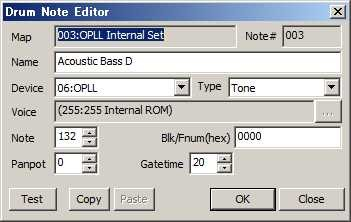 Drum Note Editor
Map 003:OPLL Internal Set Note# 003
Name Acoustic Bass D
Device 06:OPLL Type Tone
Voice (255:255 Internal ROM) ...
Note 132 Blk/Fnum(hex) 0000
Panpot 0 Gatetime 20
Test Copy Paste OK Close